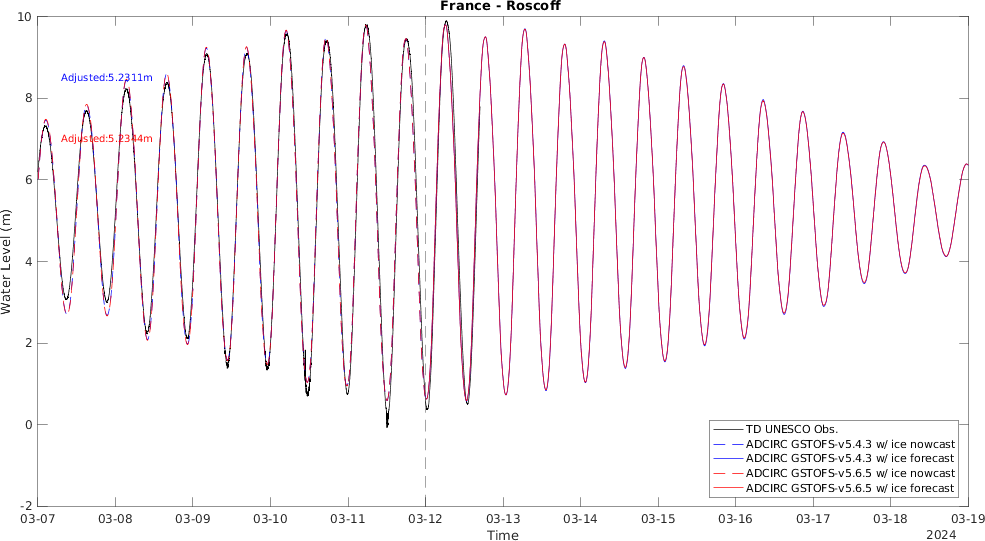 France - Roscoff
Water Level (m)
10
8
6
4
2
0
-2
Adjusted:5.2311m
Adjusted:5.2344m
TD UNESCO Obs.
ADCIRC GSTOFS-v5.4.3 w/ ice nowcast
ADCIRC GSTOFS-v5.4.3 w/ ice forecast
ADCIRC GSTOFS-v5.6.5 w/ ice nowcast
ADCIRC GSTOFS-v5.6.5 w/ ice forecast
03-07 03-08 03-09 03-10 03-11 03-12 03-13 03-14 03-15 03-16 03-17 03-18 03-19
Time
2024